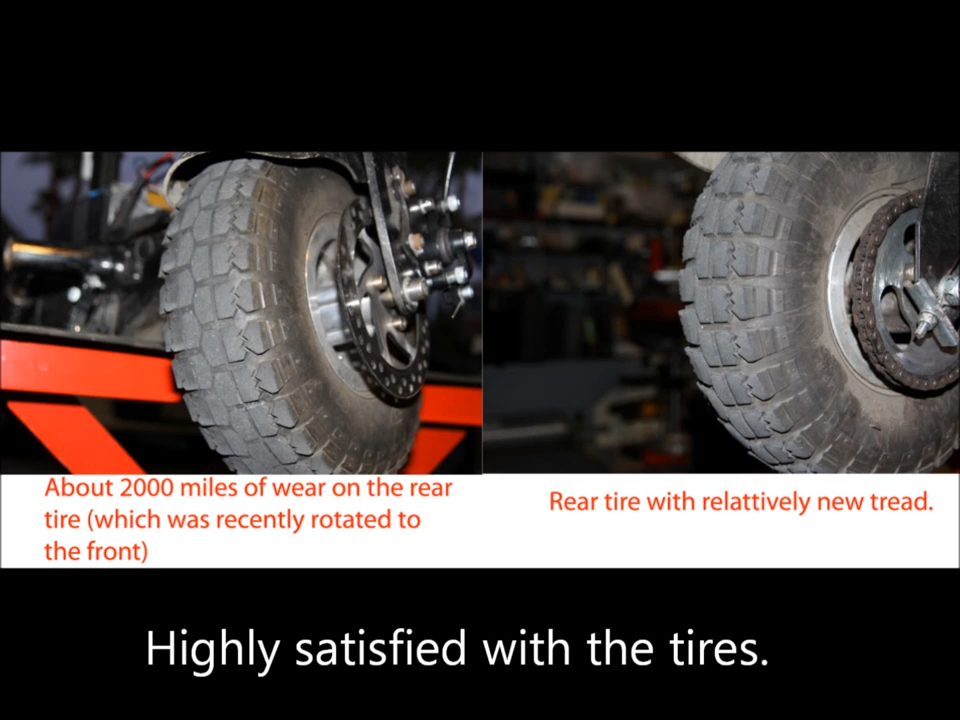 About 2000 miles of wear on the rear
tire (which was recently rotated to
the front)
Rear tire with relattively new tread.
Highly satisfied with the tires.